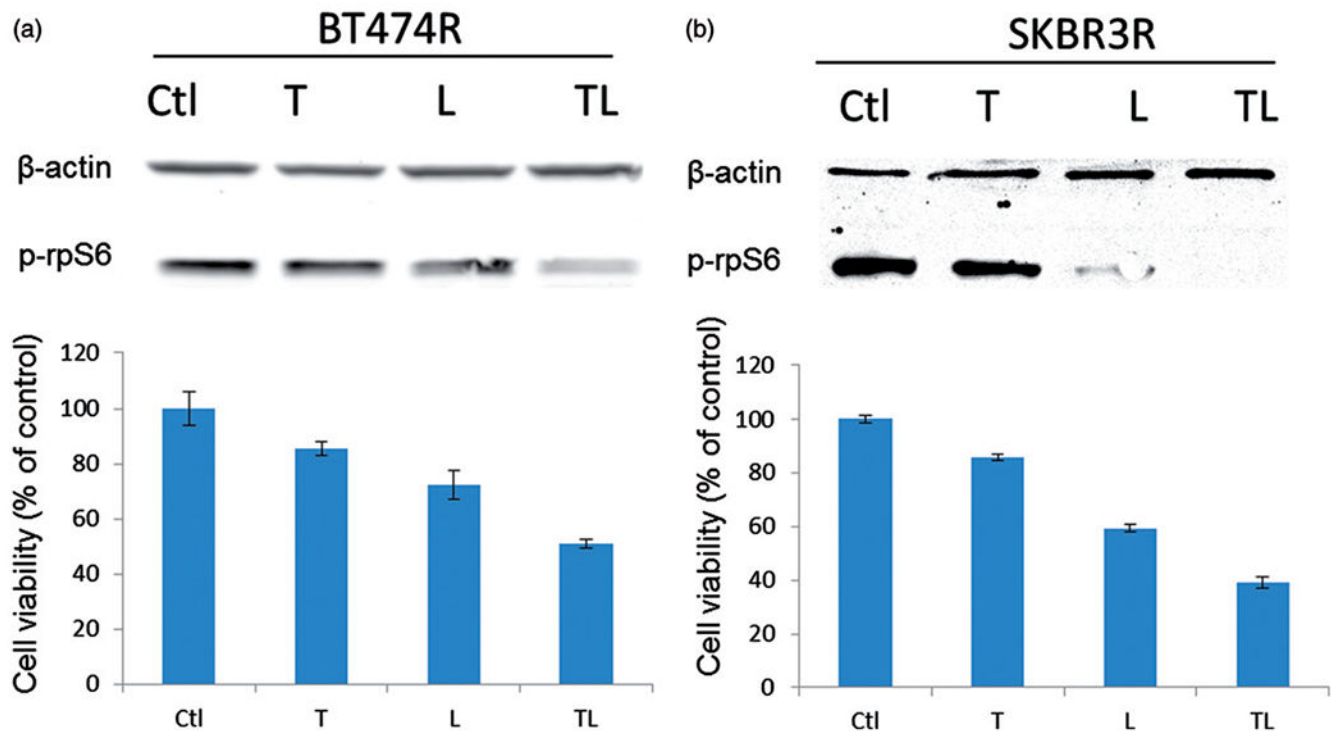 (a)
BT474R
Ctl T L TL
β-actin
p-rpS6
Cell viability (% of control)
120
100
80
60
40
20
0
Ctl T L TL
(b)
SKBR3R
Ctl T L TL
β-actin
p-rpS6
Cell viability (% of control)
120
100
80
60
40
20
0
Ctl T L TL